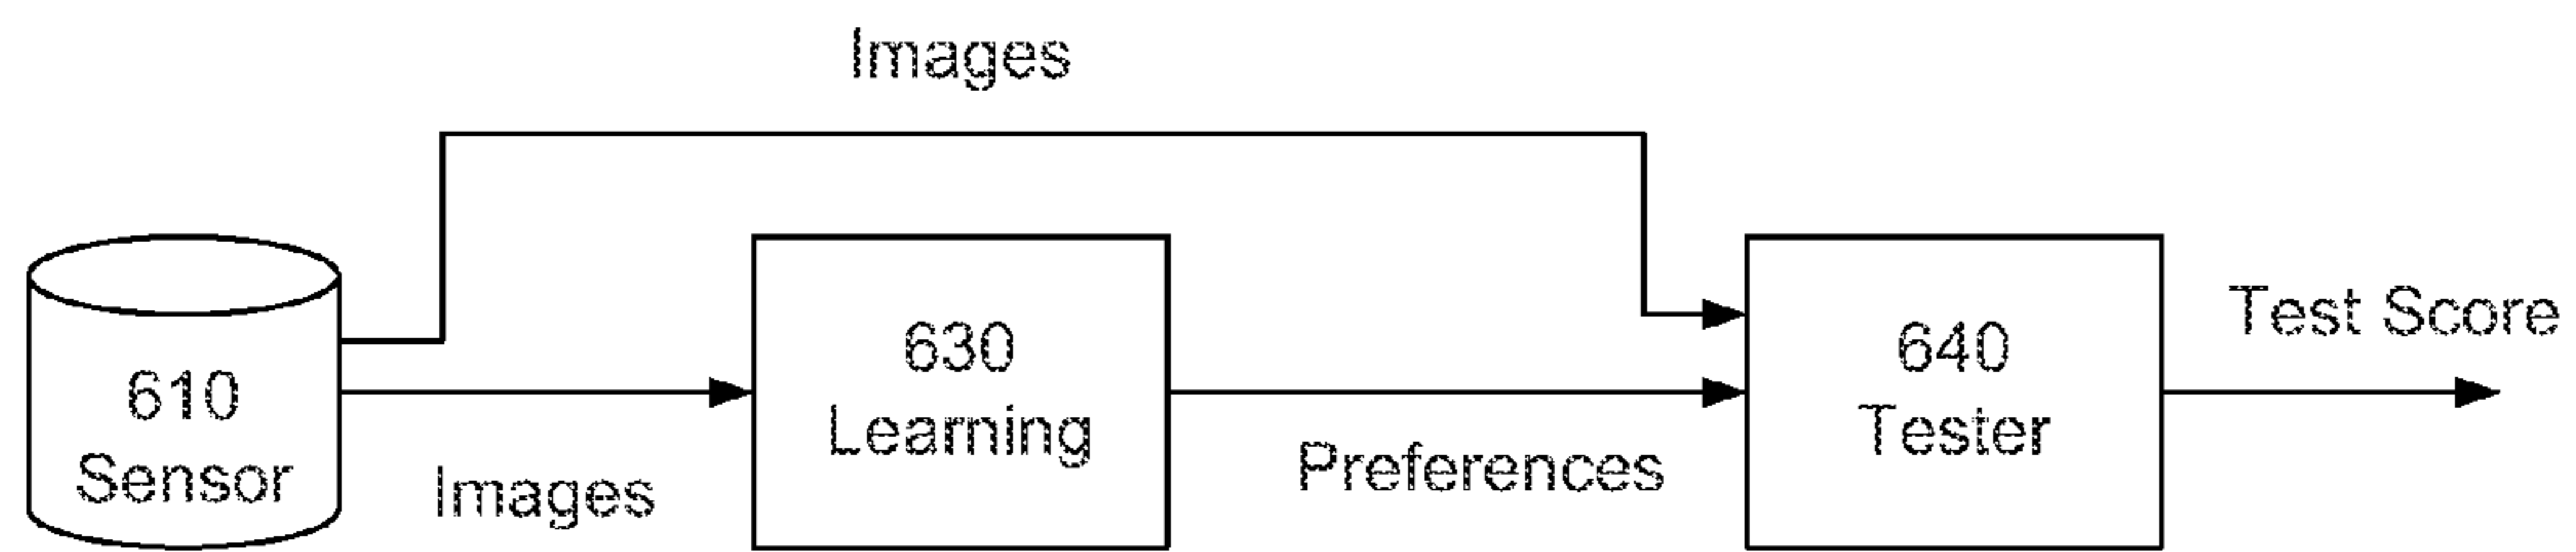 Images
610
Sensor
Images
630
Learning
Preferences
640
Tester
Test Score